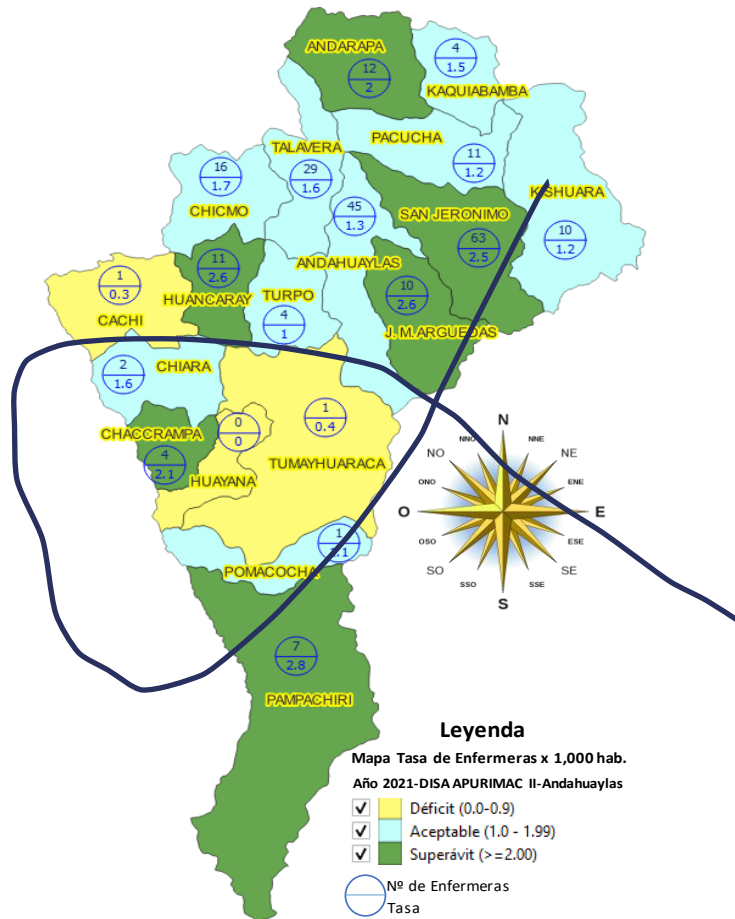 ANDARAPA
12
2
4
1.5
KAQUIABAMBA
PACUCHA
11
1.2
TALAVERA
29
1.6
16
1.7
CHICMO
45
1.3
ANDAHUAYLAS
SAN JERONIMO
63
2.5
KISHUARA
10
1.2
11
2.6
HUANCARAY
TURPO
4
1
10
2.6
J. M.ARGUEDAS
1
0.3
CACHI
2
1.6
CHIARA
CHACCRAMPA
4
2.1
0
0
HUAYANA
1
0.4
TUMAYHUARACA
1
POMACOCHA
7
2.8
PAMPACHIRI
N
NNO
NNE
NO
NE
ONO
ENE
O
E
OSO
ESE
SO
SE
SSO
SSE
S
Leyenda
Mapa Tasa de Enfermeras x 1,000 hab.
Año 2021-DISA APURIMAC II-Andahuaylas
Déficit (0.0-0.9)
Aceptable (1.0 - 1.99)
Superávit (>=2.00)
Nº de Enfermeras
Tasa